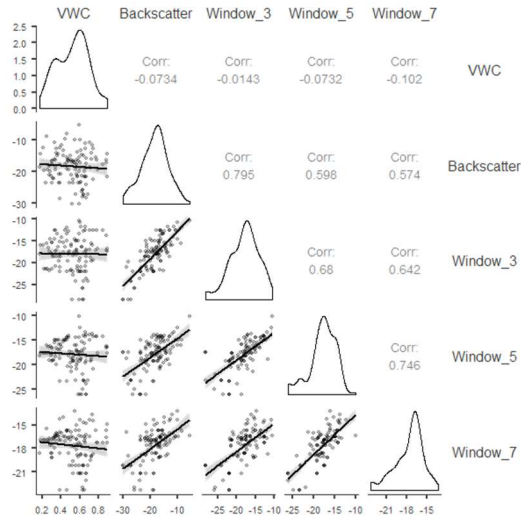 VWC Backscatter Window_3 Window_5 Window_7
2.5
2.0
1.5
1.0
0.5
0.0
Corr:
-0.0734
Corr:
-0.0143
Corr:
-0.0732
Corr:
-0.102
VWC
-10
-20
-30
Corr:
0.795
Corr:
0.598
Corr:
0.574
Backscatter
-10
-15
-20
-25
Corr:
0.68
Corr:
0.642
Window_3
-10
-15
-20
-25
Corr:
0.746
Window_5
-15
-18
-21
Window_7
0.2 0.4 0.6 0.8 -30 -20 -10 -25 -20 -15 -10 -25 -20 -15 -10 -21 -18 -15